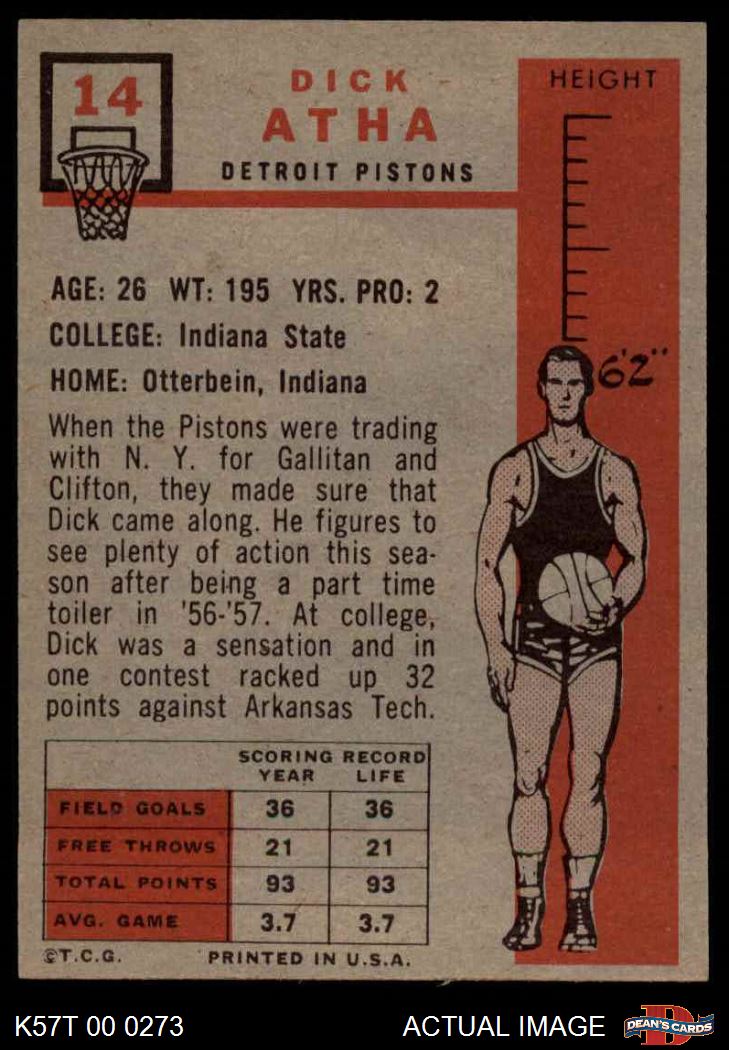 14
DICK
ATHA
DETROIT PISTONS
HEIGHT
6'2"
AGE: 26 WT: 195 YRS. PRO: 2
COLLEGE: Indiana State
HOME: Otterbein, Indiana
When the Pistons were trading
with N. Y. for Gallitan and
Clifton, they made sure that
Dick came along. He figures to
see plenty of action this sea-
son after being a part time
toiler in '56-'57. At college,
Dick was a sensation and in
one contest racked up 32
points against Arkansas Tech.
SCORING RECORD
YEAR LIFE
FIELD GOALS 36 36
FREE THROWS 21 21
TOTAL POINTS 93 93
AVG. GAME 3.7 3.7
©T.C.G. PRINTED IN U.S.A.
K57T 00 0273
ACTUAL IMAGE
D
DEAN'S CARDS